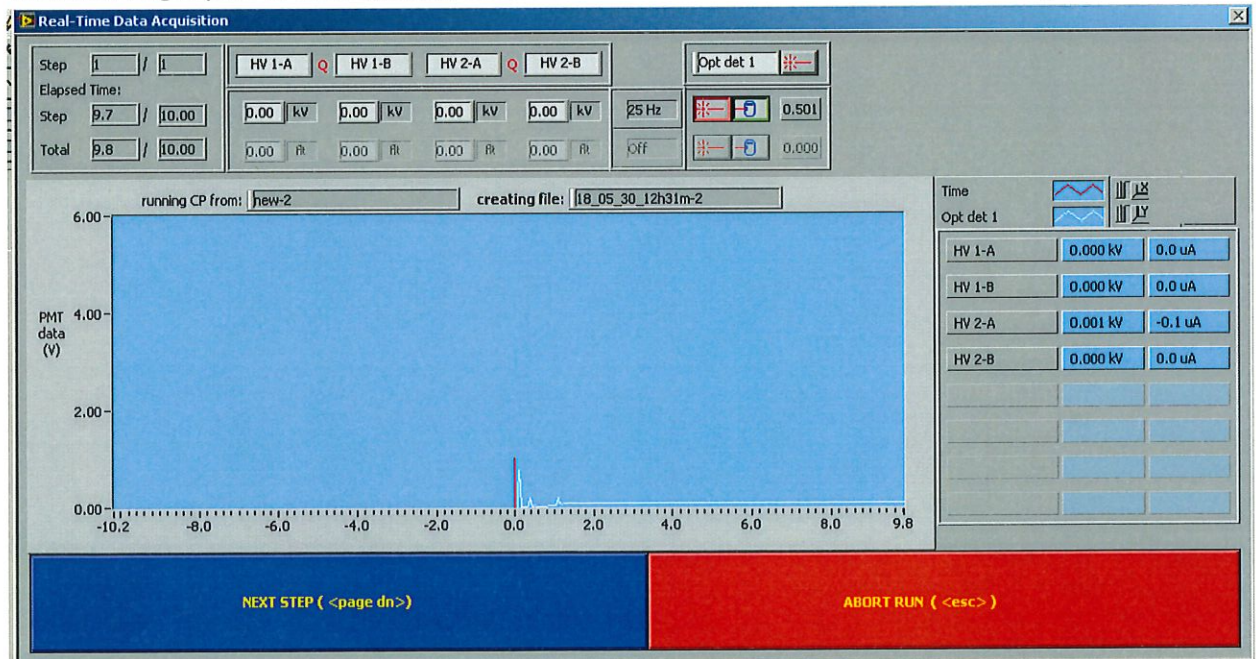 Real-Time Data Acquisition
Step 1 / 1
Elapsed Time:
Step 9.7 / 10.00
Total 9.8 / 10.00
HV 1-A Q HV 1-B HV 2-A Q HV 2-B
0.00 kV 0.00 kV 0.00 kV 0.00 kV 25 Hz
0.00 flt 0.00 flt 0.00 flt 0.00 flt Off
Opt det 1
0.501
0.000
running CP from: new-2 creating file: 18_05_30_12h31m-2
PMT
data
(V)
6.00
4.00
2.00
0.00
-10.2 -8.0 -6.0 -4.0 -2.0 0.0 2.0 4.0 6.0 8.0 9.8
Time X
Opt det 1 Y
HV 1-A 0.000 kV 0.0 uA
HV 1-B 0.000 kV 0.0 uA
HV 2-A 0.001 kV -0.1 uA
HV 2-B 0.000 kV 0.0 uA
NEXT STEP ( <page dn>) ABORT RUN ( <esc> )